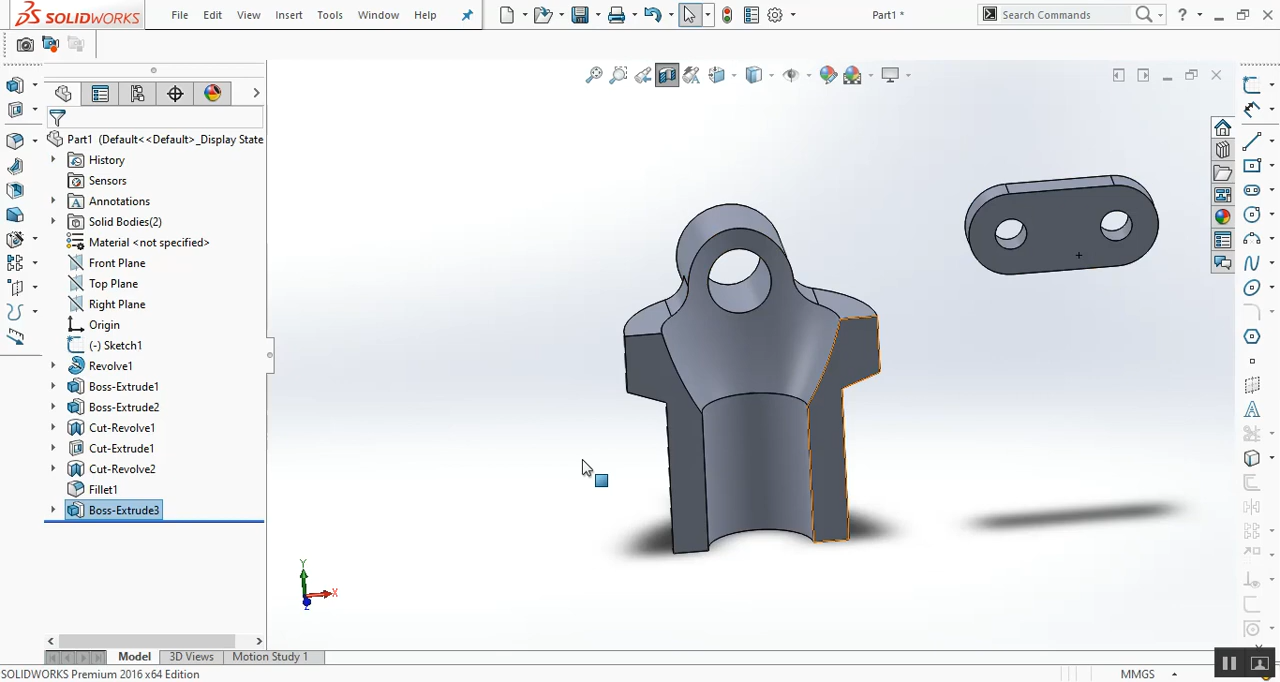 SOLIDWORKS File Edit View Insert Tools Window Help Part1 * Search Commands ?
Part1 (Default<<Default>_Display State
History
Sensors
A Annotations
Solid Bodies(2)
Material <not specified>
Front Plane
Top Plane
Right Plane
Origin
(-) Sketch1
Revolve1
Boss-Extrude1
Boss-Extrude2
Cut-Revolve1
Cut-Extrude1
Cut-Revolve2
Fillet1
Boss-Extrude3
Y
X
Z
Model 3D Views Motion Study 1
SOLIDWORKS Premium 2016 x64 Edition MMGS